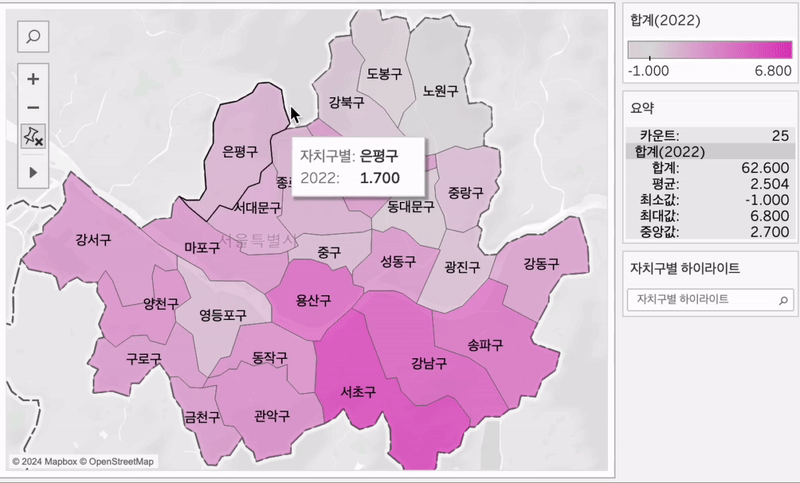 도봉구
노원구
강북구
은평구
자치구별: 은평구
2022: 1.700
종로
중랑구
서대문구
동대문구
강서구
마포구
서울특별시
중구
성동구
광진구
강동구
양천구
영등포구
용산구
송파구
구로구
동작구
강남구
서초구
금천구
관악구
© 2024 Mapbox © OpenStreetMap
합계(2022)
-1.000 6.800
요약
카운트: 25
합계(2022)
합계: 62.600
평균: 2.504
최소값: -1.000
최대값: 6.800
중앙값: 2.700
자치구별 하이라이트
자치구별 하이라이트